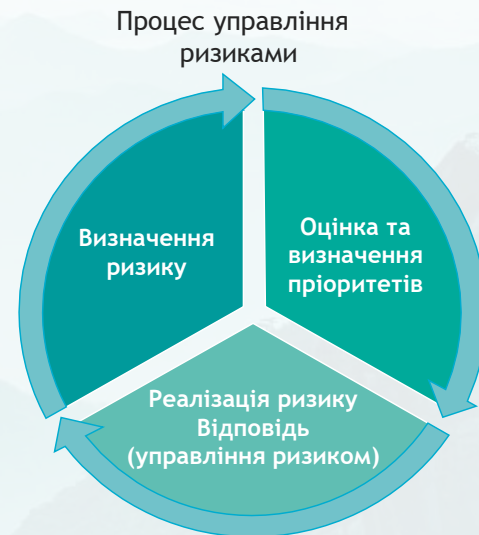 Процес управління
ризиками
Визначення
ризику
Оцінка та
визначення
пріоритетів
Реалізація ризику
Відповідь
(управління ризиком)